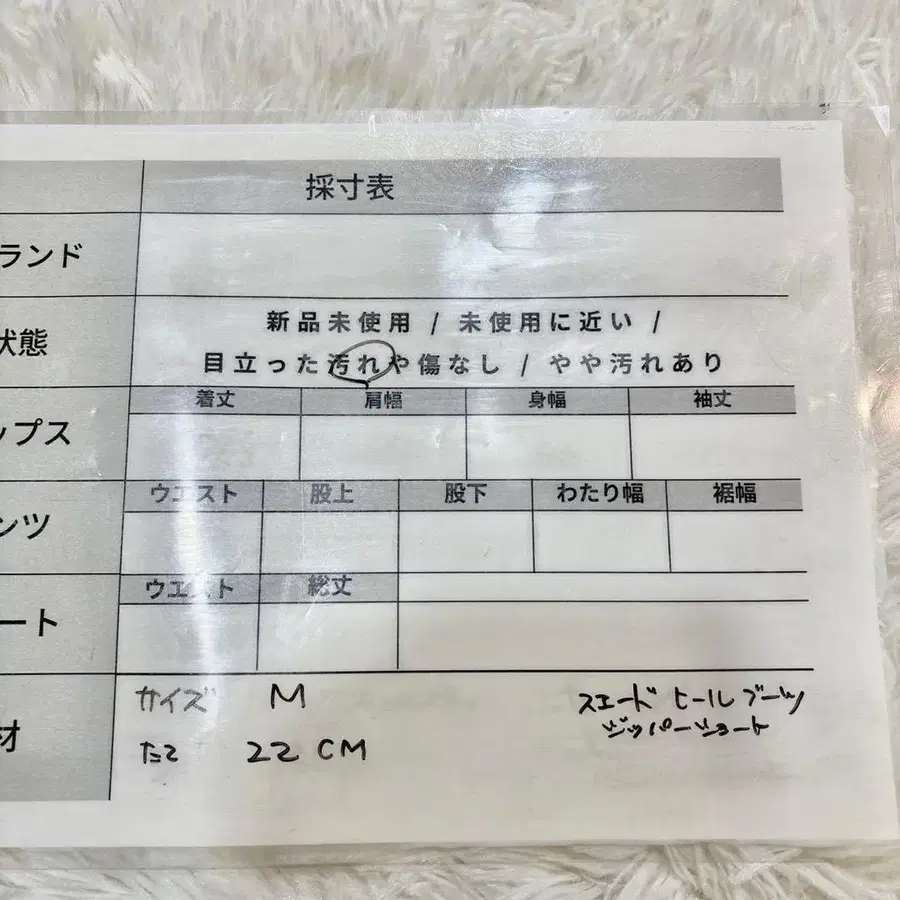 採寸表
ランド
新品未使用 / 未使用に近い /
状態
目立った汚れや傷なし / やや汚れあり
着丈 肩幅 身幅 袖丈
ップス
ウエスト 股上 股下 わたり幅 裾幅
ンツ
ウエスト 総丈
ート
サイズ M スエード ヒールブーツ
ジッパーショート
材
たて 22 CM